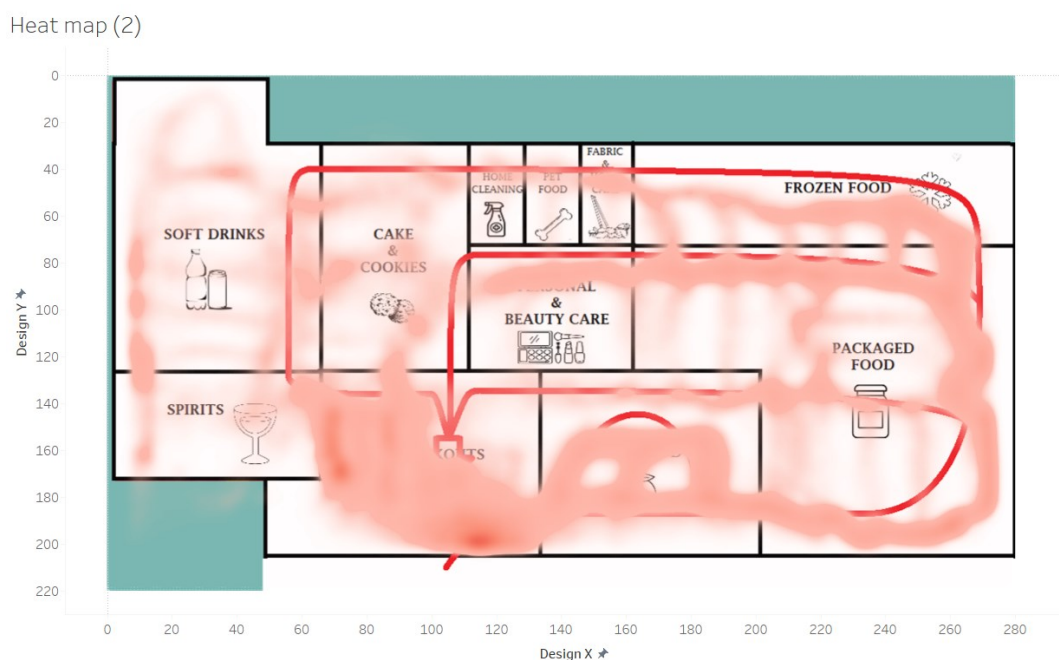 Heat map (2)
0
20
40
60
80
100
120
140
160
180
200
220
Design Y
SOFT DRINKS
SPIRITS
CAKE
&
COOKIES
HOME
CLEANING
PET
FOOD
FABRIC
&
FROZEN FOOD
&
BEAUTY CARE
PACKAGED
FOOD
0 20 40 60 80 100 120 140 160 180 200 220 240 260 280
Design X